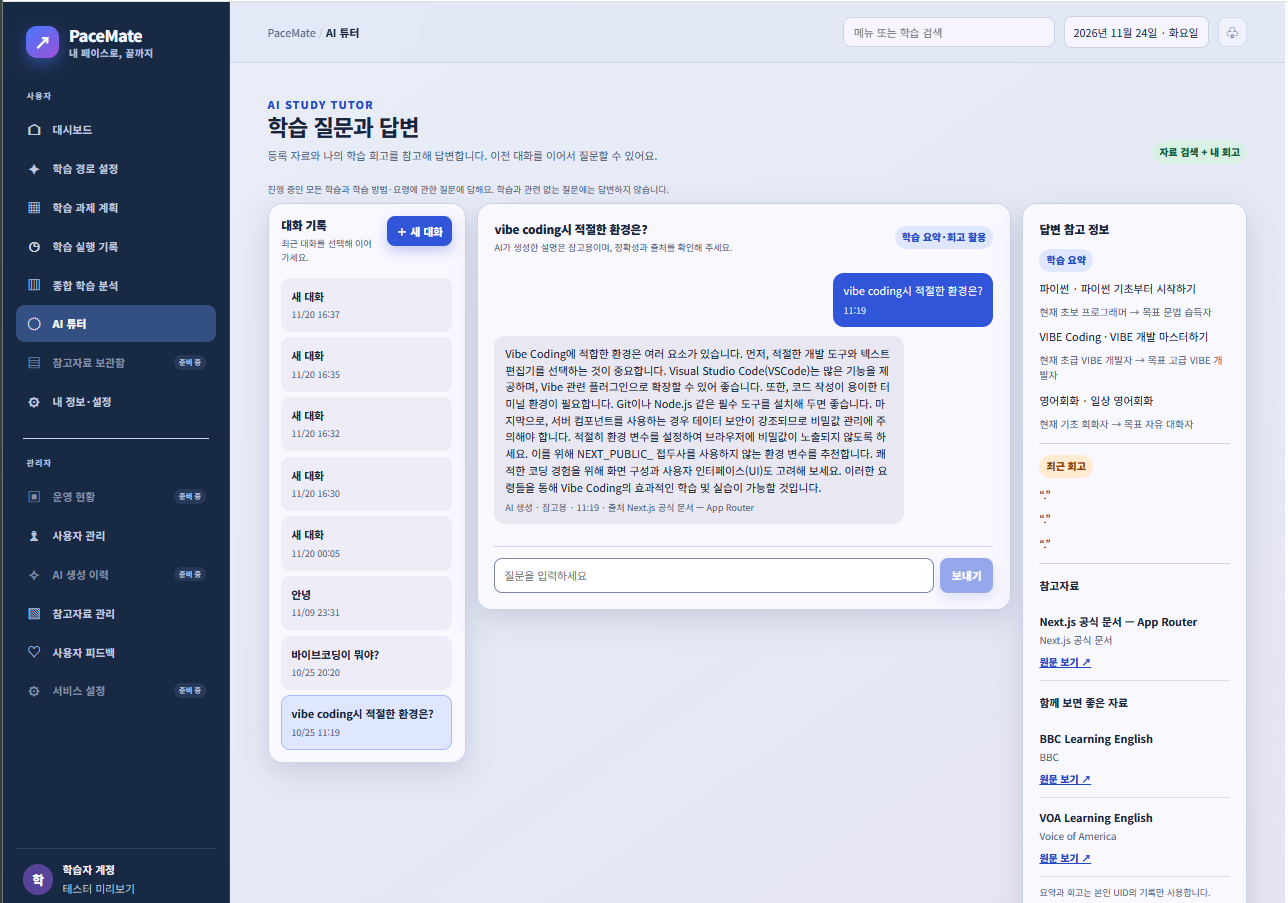 PaceMate
내 페이스로, 끝까지
사용자
대시보드
학습 경로 설정
학습 과제 계획
학습 실행 기록
종합 학습 분석
AI 튜터
참고자료 보관함 준비 중
내 정보·설정
관리자
운영 현황 준비 중
사용자 관리
AI 생성 이력 준비 중
참고자료 관리
사용자 피드백
서비스 설정 준비 중
학 학습자 계정
테스터 미리보기
PaceMate / AI 튜터
메뉴 또는 학습 검색
2026년 11월 24일 · 화요일
AI STUDY TUTOR
학습 질문과 답변
등록 자료와 나의 학습 회고를 참고해 답변합니다. 이전 대화를 이어서 질문할 수 있어요.
자료 검색 + 내 회고
진행 중인 모든 학습과 학습 방법·요령에 관한 질문에 답해요. 학습과 관련 없는 질문에는 답변하지 않습니다.
대화 기록
최근 대화를 선택해 이어
가세요.
+ 새 대화
새 대화
11/20 16:37
새 대화
11/20 16:35
새 대화
11/20 16:32
새 대화
11/20 16:30
새 대화
11/20 00:05
안녕
11/09 23:31
바이브코딩이 뭐야?
10/25 20:20
vibe coding시 적절한 환경은?
10/25 11:19
vibe coding시 적절한 환경은?
AI가 생성한 설명은 참고용이며, 정확성과 출처를 확인해 주세요.
학습 요약·회고 활용
vibe coding시 적절한 환경은?
11:19
Vibe Coding에 적합한 환경은 여러 요소가 있습니다. 먼저, 적절한 개발 도구와 텍스트
편집기를 선택하는 것이 중요합니다. Visual Studio Code(VSCode)는 많은 기능을 제
공하며, Vibe 관련 플러그인으로 확장할 수 있어 좋습니다. 또한, 코드 작성이 용이한 터
미널 환경이 필요합니다. Git이나 Node.js 같은 필수 도구를 설치해 두면 좋습니다. 마
지막으로, 서버 컴포넌트를 사용하는 경우 데이터 보안이 강조되므로 비밀값 관리에 주
의해야 합니다. 적절히 환경 변수를 설정하여 브라우저에 비밀값이 노출되지 않도록 하
세요. 이를 위해 NEXT_PUBLIC_ 접두사를 사용하지 않는 환경 변수를 추천합니다. 쾌
적한 코딩 경험을 위해 화면 구성과 사용자 인터페이스(UI)도 고려해 보세요. 이러한 요
령들을 통해 Vibe Coding의 효과적인 학습 및 실습이 가능할 것입니다.
AI 생성 · 참고용 · 11:19 · 출처 Next.js 공식 문서 — App Router
질문을 입력하세요
보내기
답변 참고 정보
학습 요약
파이썬 · 파이썬 기초부터 시작하기
현재 초보 프로그래머 → 목표 문법 습득자
VIBE Coding · VIBE 개발 마스터하기
현재 초급 VIBE 개발자 → 목표 고급 VIBE 개
발자
영어회화 · 일상 영어회화
현재 기초 회화자 → 목표 자유 대화자
최근 회고
“.”
“.”
“.”
참고자료
Next.js 공식 문서 — App Router
Next.js 공식 문서
원문 보기 ↗
함께 보면 좋은 자료
BBC Learning English
BBC
원문 보기 ↗
VOA Learning English
Voice of America
원문 보기 ↗
요약과 회고는 본인 UID의 기록만 사용합니다.